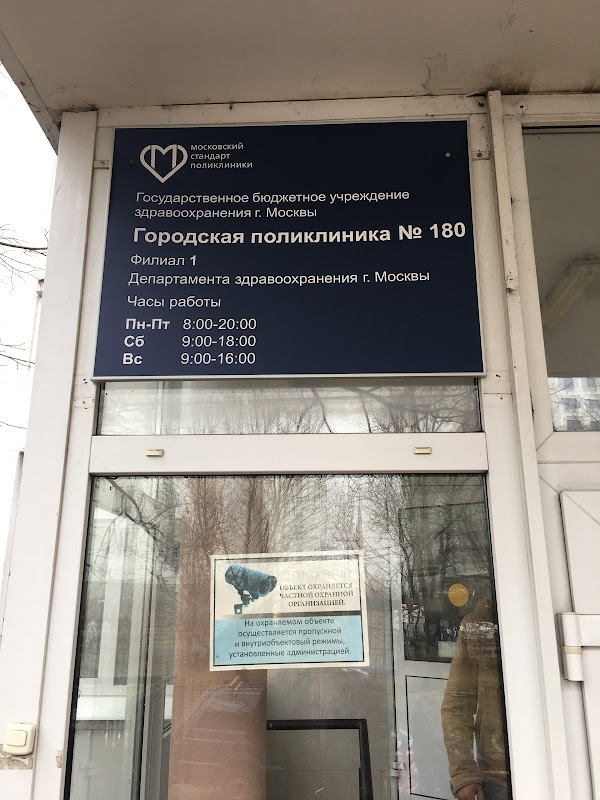 московский
стандарт
поликлиники
Государственное бюджетное учреждение
здравоохранения г. Москвы
Городская поликлиника № 180
Филиал 1
Департамента здравоохранения г. Москвы
Часы работы
Пн-Пт 8:00-20:00
Сб 9:00-18:00
Вс 9:00-16:00
ОБЪЕКТ ОХРАНЯЕТСЯ
ЧАСТНОЙ ОХРАННОЙ
ОРГАНИЗАЦИЕЙ.
На охраняемом объекте
осуществляется пропускной
и внутриобъектовый режимы,
установленные администрацией.